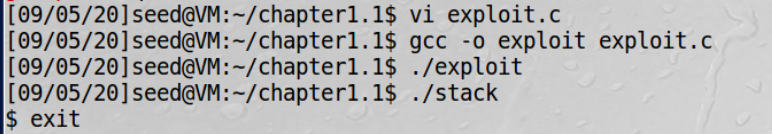 [09/05/20]seed@VM:~/chapter1.1$ vi exploit.c
[09/05/20]seed@VM:~/chapter1.1$ gcc -o exploit exploit.c
[09/05/20]seed@VM:~/chapter1.1$ ./exploit
[09/05/20]seed@VM:~/chapter1.1$ ./stack
$ exit